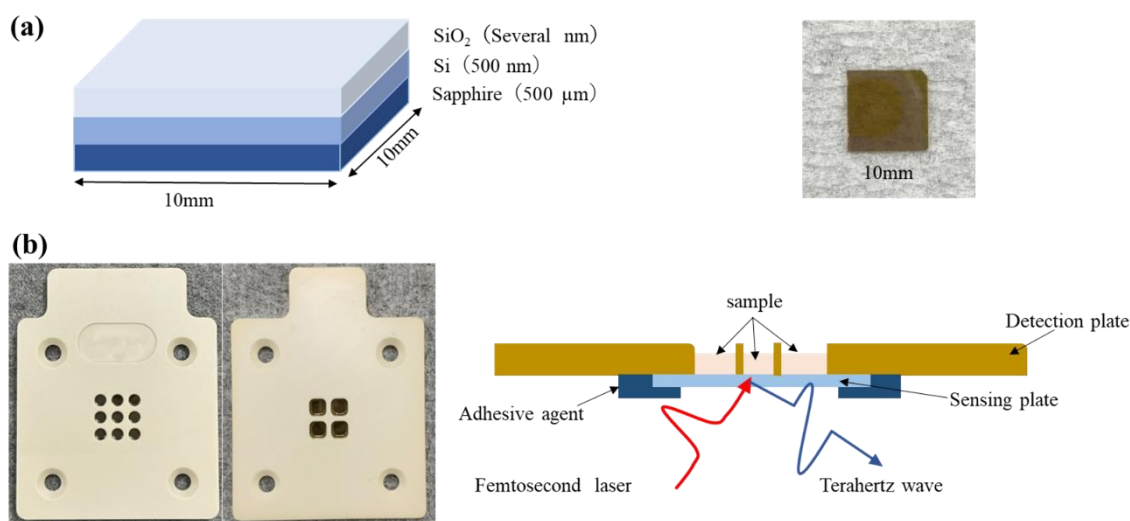 (a)
SiO₂（Several nm）
Si（500 nm）
Sapphire（500 μm）
10mm
10mm
10mm
(b)
sample
Detection plate
Adhesive agent
Sensing plate
Femtosecond laser
Terahertz wave